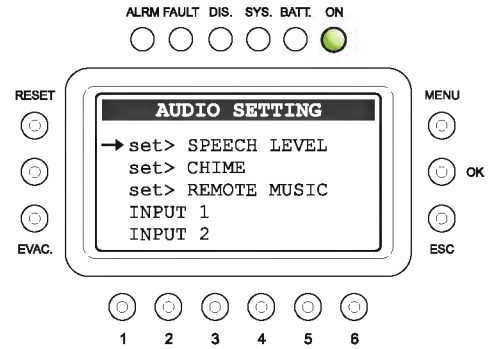 ALRM FAULT DIS. SYS. BATT. ON
RESET
MENU
AUDIO SETTING
set> SPEECH LEVEL
set> CHIME
OK
set> REMOTE MUSIC
INPUT 1
INPUT 2
EVAC.
ESC
1 2 3 4 5 6